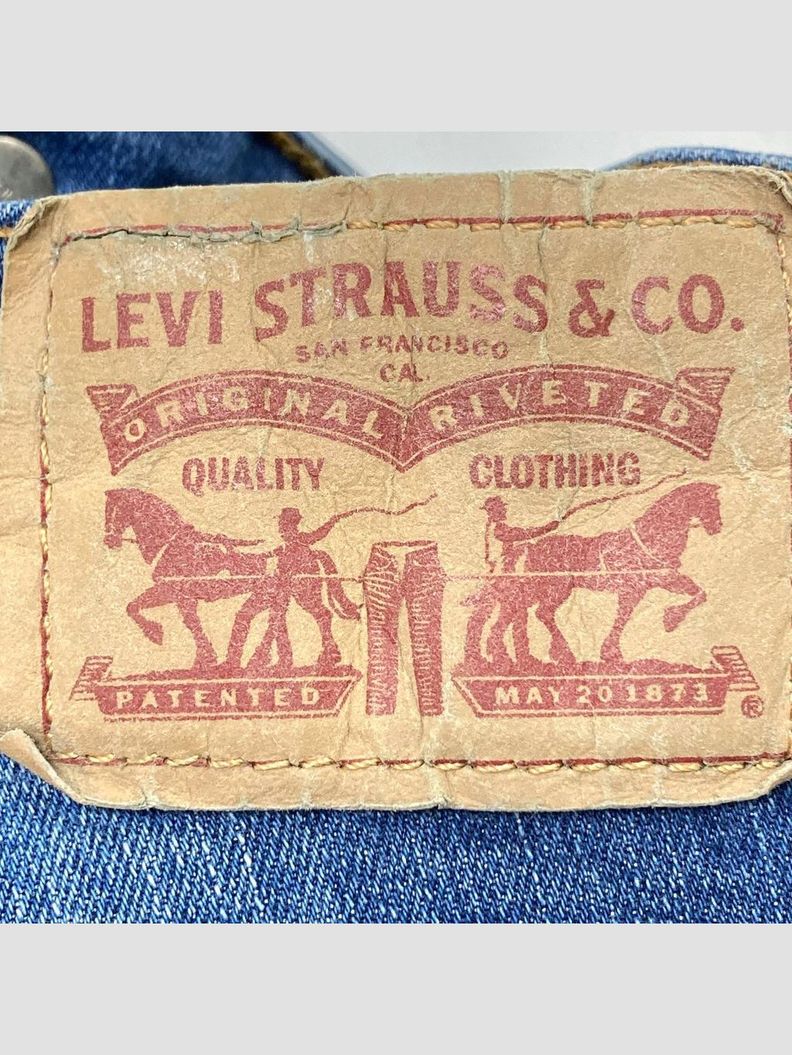 LEVI STRAUSS & CO.
SAN FRANCISCO
CAL.
ORIGINAL RIVETED
QUALITY CLOTHING
PATENTED MAY 20 1873 ®